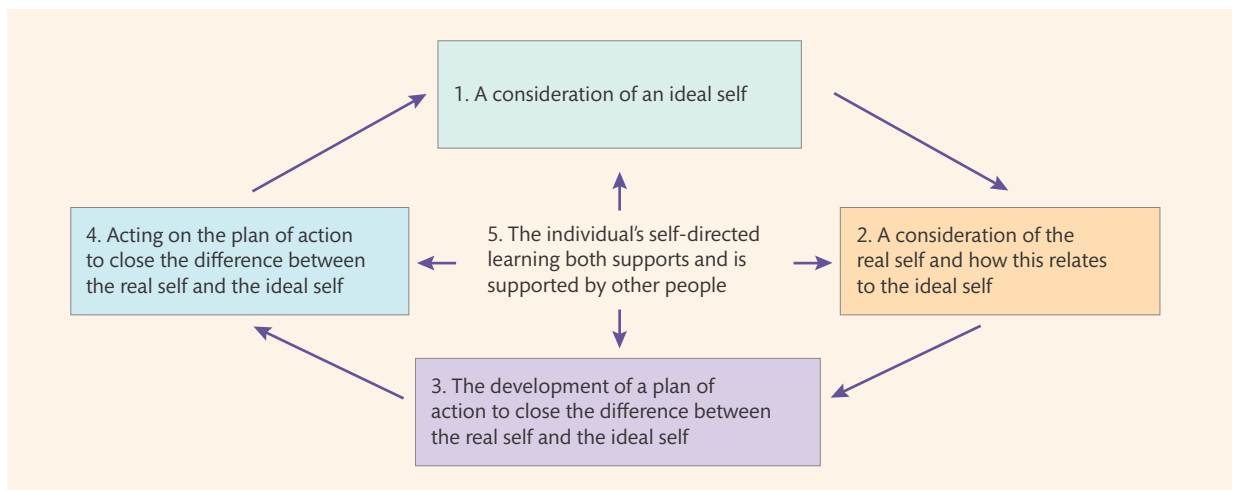 1. A consideration of an ideal self
2. A consideration of the
real self and how this relates
to the ideal self
3. The development of a plan of
action to close the difference between
the real self and the ideal self
4. Acting on the plan of action
to close the difference between
the real self and the ideal self
5. The individual's self-directed
learning both supports and is
supported by other people